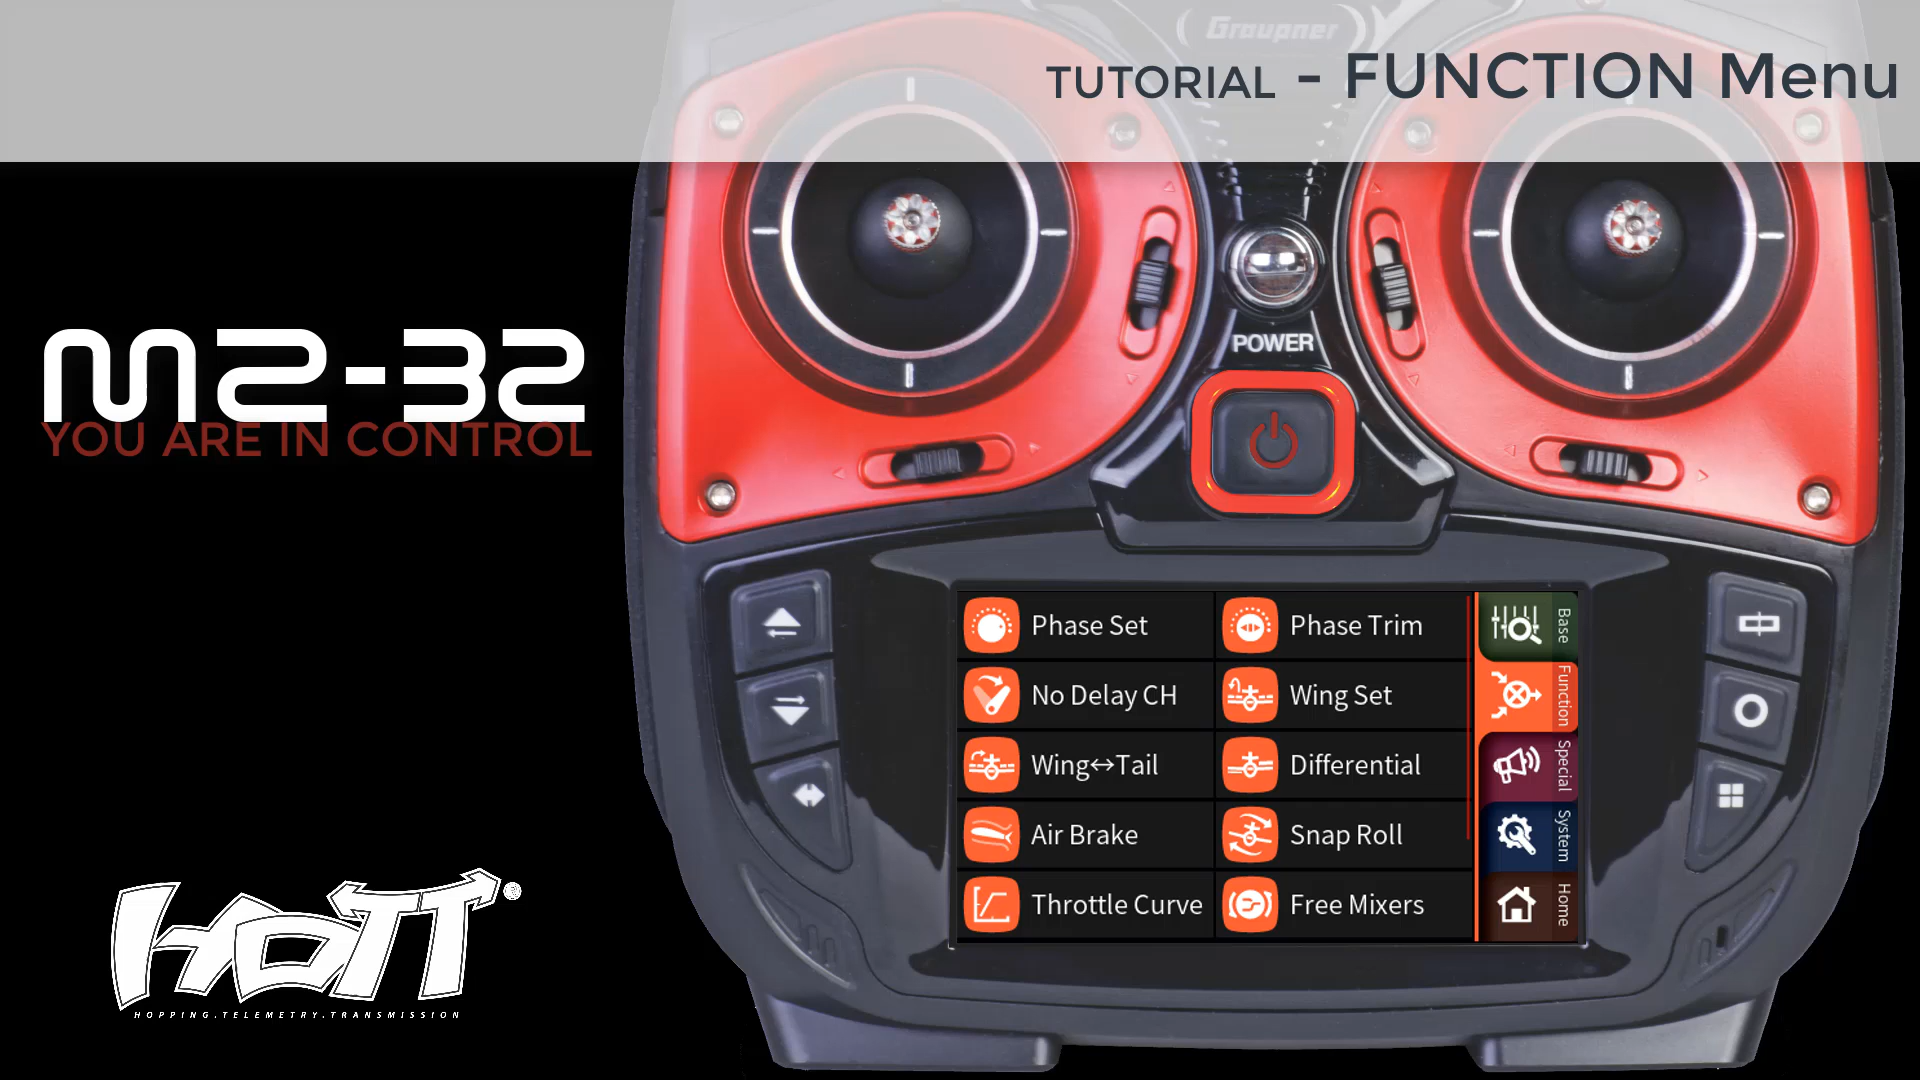 Graupner
TUTORIAL - FUNCTION Menu
M2-32
YOU ARE IN CONTROL
POWER
Phase Set
Phase Trim
No Delay CH
Wing Set
Wing↔Tail
Differential
Air Brake
Snap Roll
Throttle Curve
Free Mixers
Base
Function
Special
System
Home
HOTT®
HOPPING.TELEMETRY.TRANSMISSION